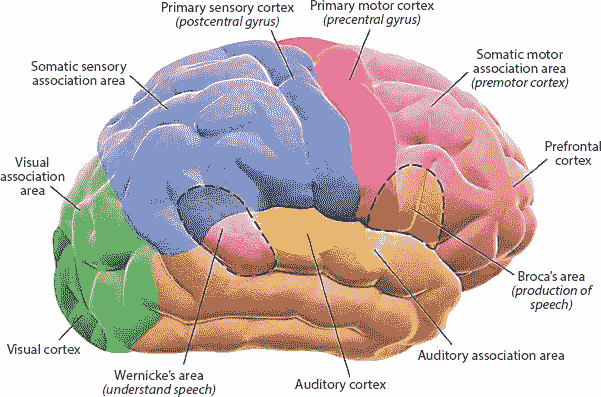 Primary sensory cortex
(postcentral gyrus)
Primary motor cortex
(precentral gyrus)
Somatic sensory
association area
Somatic motor
association area
(premotor cortex)
Visual
association
area
Prefrontal
cortex
Broca's area
(production of
speech)
Visual cortex
Auditory association area
Wernicke's area
(understand speech)
Auditory cortex